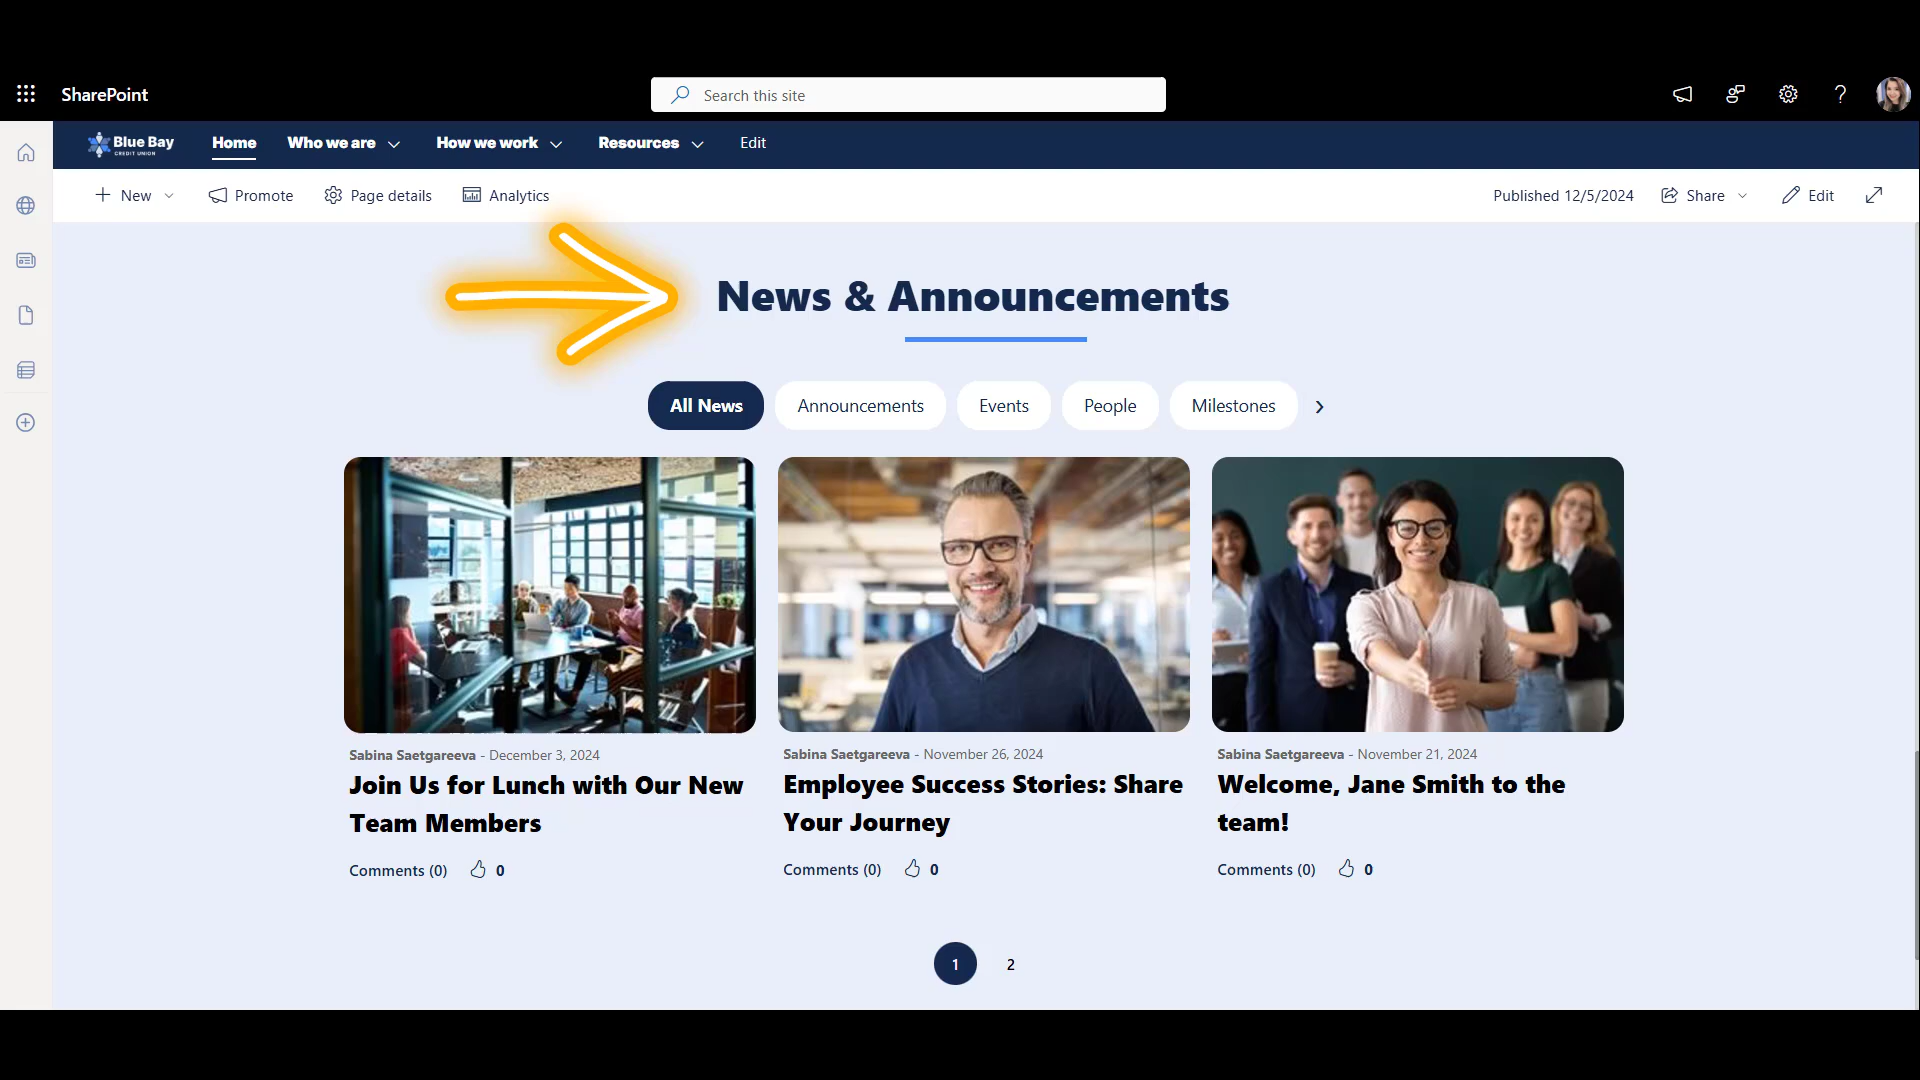 SharePoint
Search this site
Blue Bay
CREDIT UNION
Home
Who we are
How we work
Resources
Edit
New
Promote
Page details
Analytics
Published 12/5/2024
Share
Edit
News & Announcements
All News
Announcements
Events
People
Milestones
Sabina Saetgareeva - December 3, 2024
Join Us for Lunch with Our New
Team Members
Comments (0)
0
Sabina Saetgareeva - November 26, 2024
Employee Success Stories: Share
Your Journey
Comments (0)
0
Sabina Saetgareeva - November 21, 2024
Welcome, Jane Smith to the
team!
Comments (0)
0
1
2